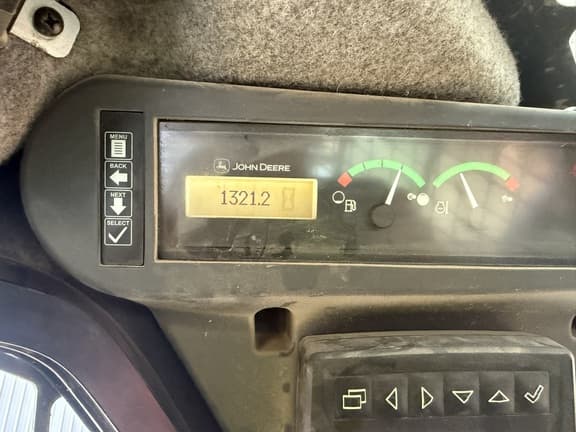 MENU
BACK
NEXT
SELECT
JOHN DEERE
1321.2